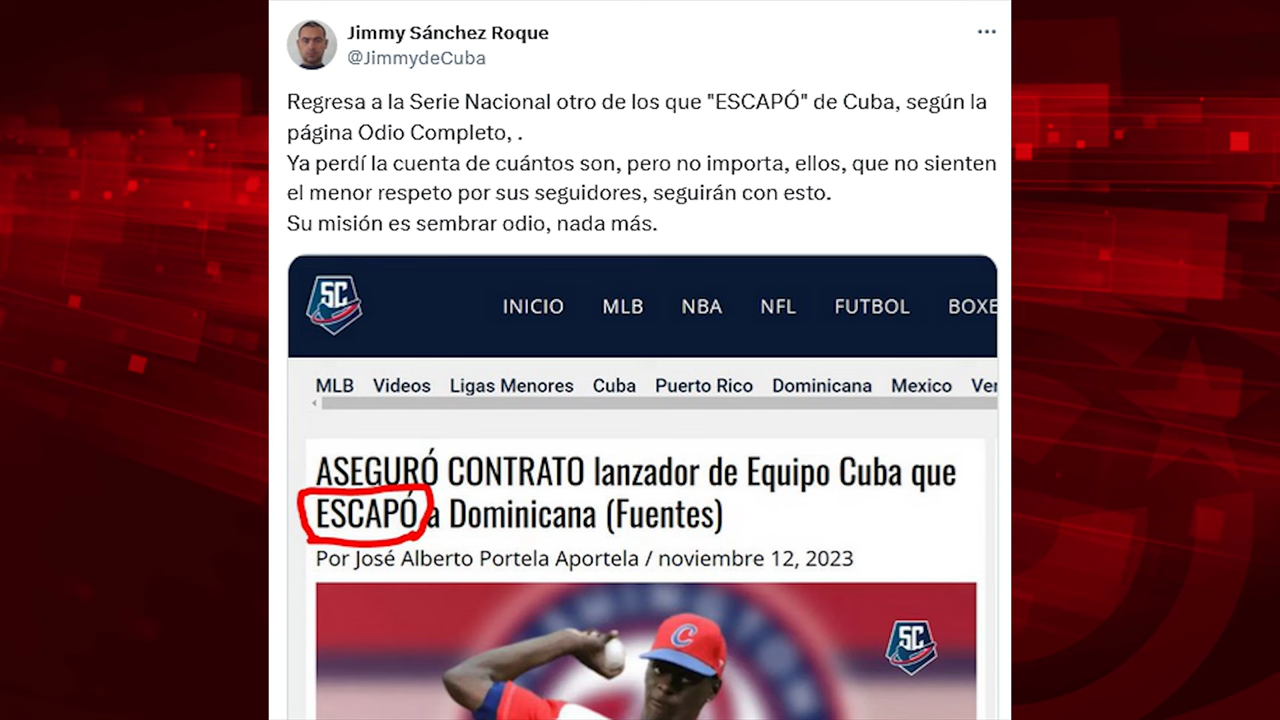 Jimmy Sánchez Roque
@JimmydeCuba
Regresa a la Serie Nacional otro de los que "ESCAPÓ" de Cuba, según la
página Odio Completo, .
Ya perdí la cuenta de cuántos son, pero no importa, ellos, que no sienten
el menor respeto por sus seguidores, seguirán con esto.
Su misión es sembrar odio, nada más.
5C
INICIO MLB NBA NFL FUTBOL BOXE
MLB Videos Ligas Menores Cuba Puerto Rico Dominicana Mexico Ver
ASEGURÓ CONTRATO lanzador de Equipo Cuba que
ESCAPÓ a Dominicana (Fuentes)
Por José Alberto Portela Aportela / noviembre 12, 2023
5C
C